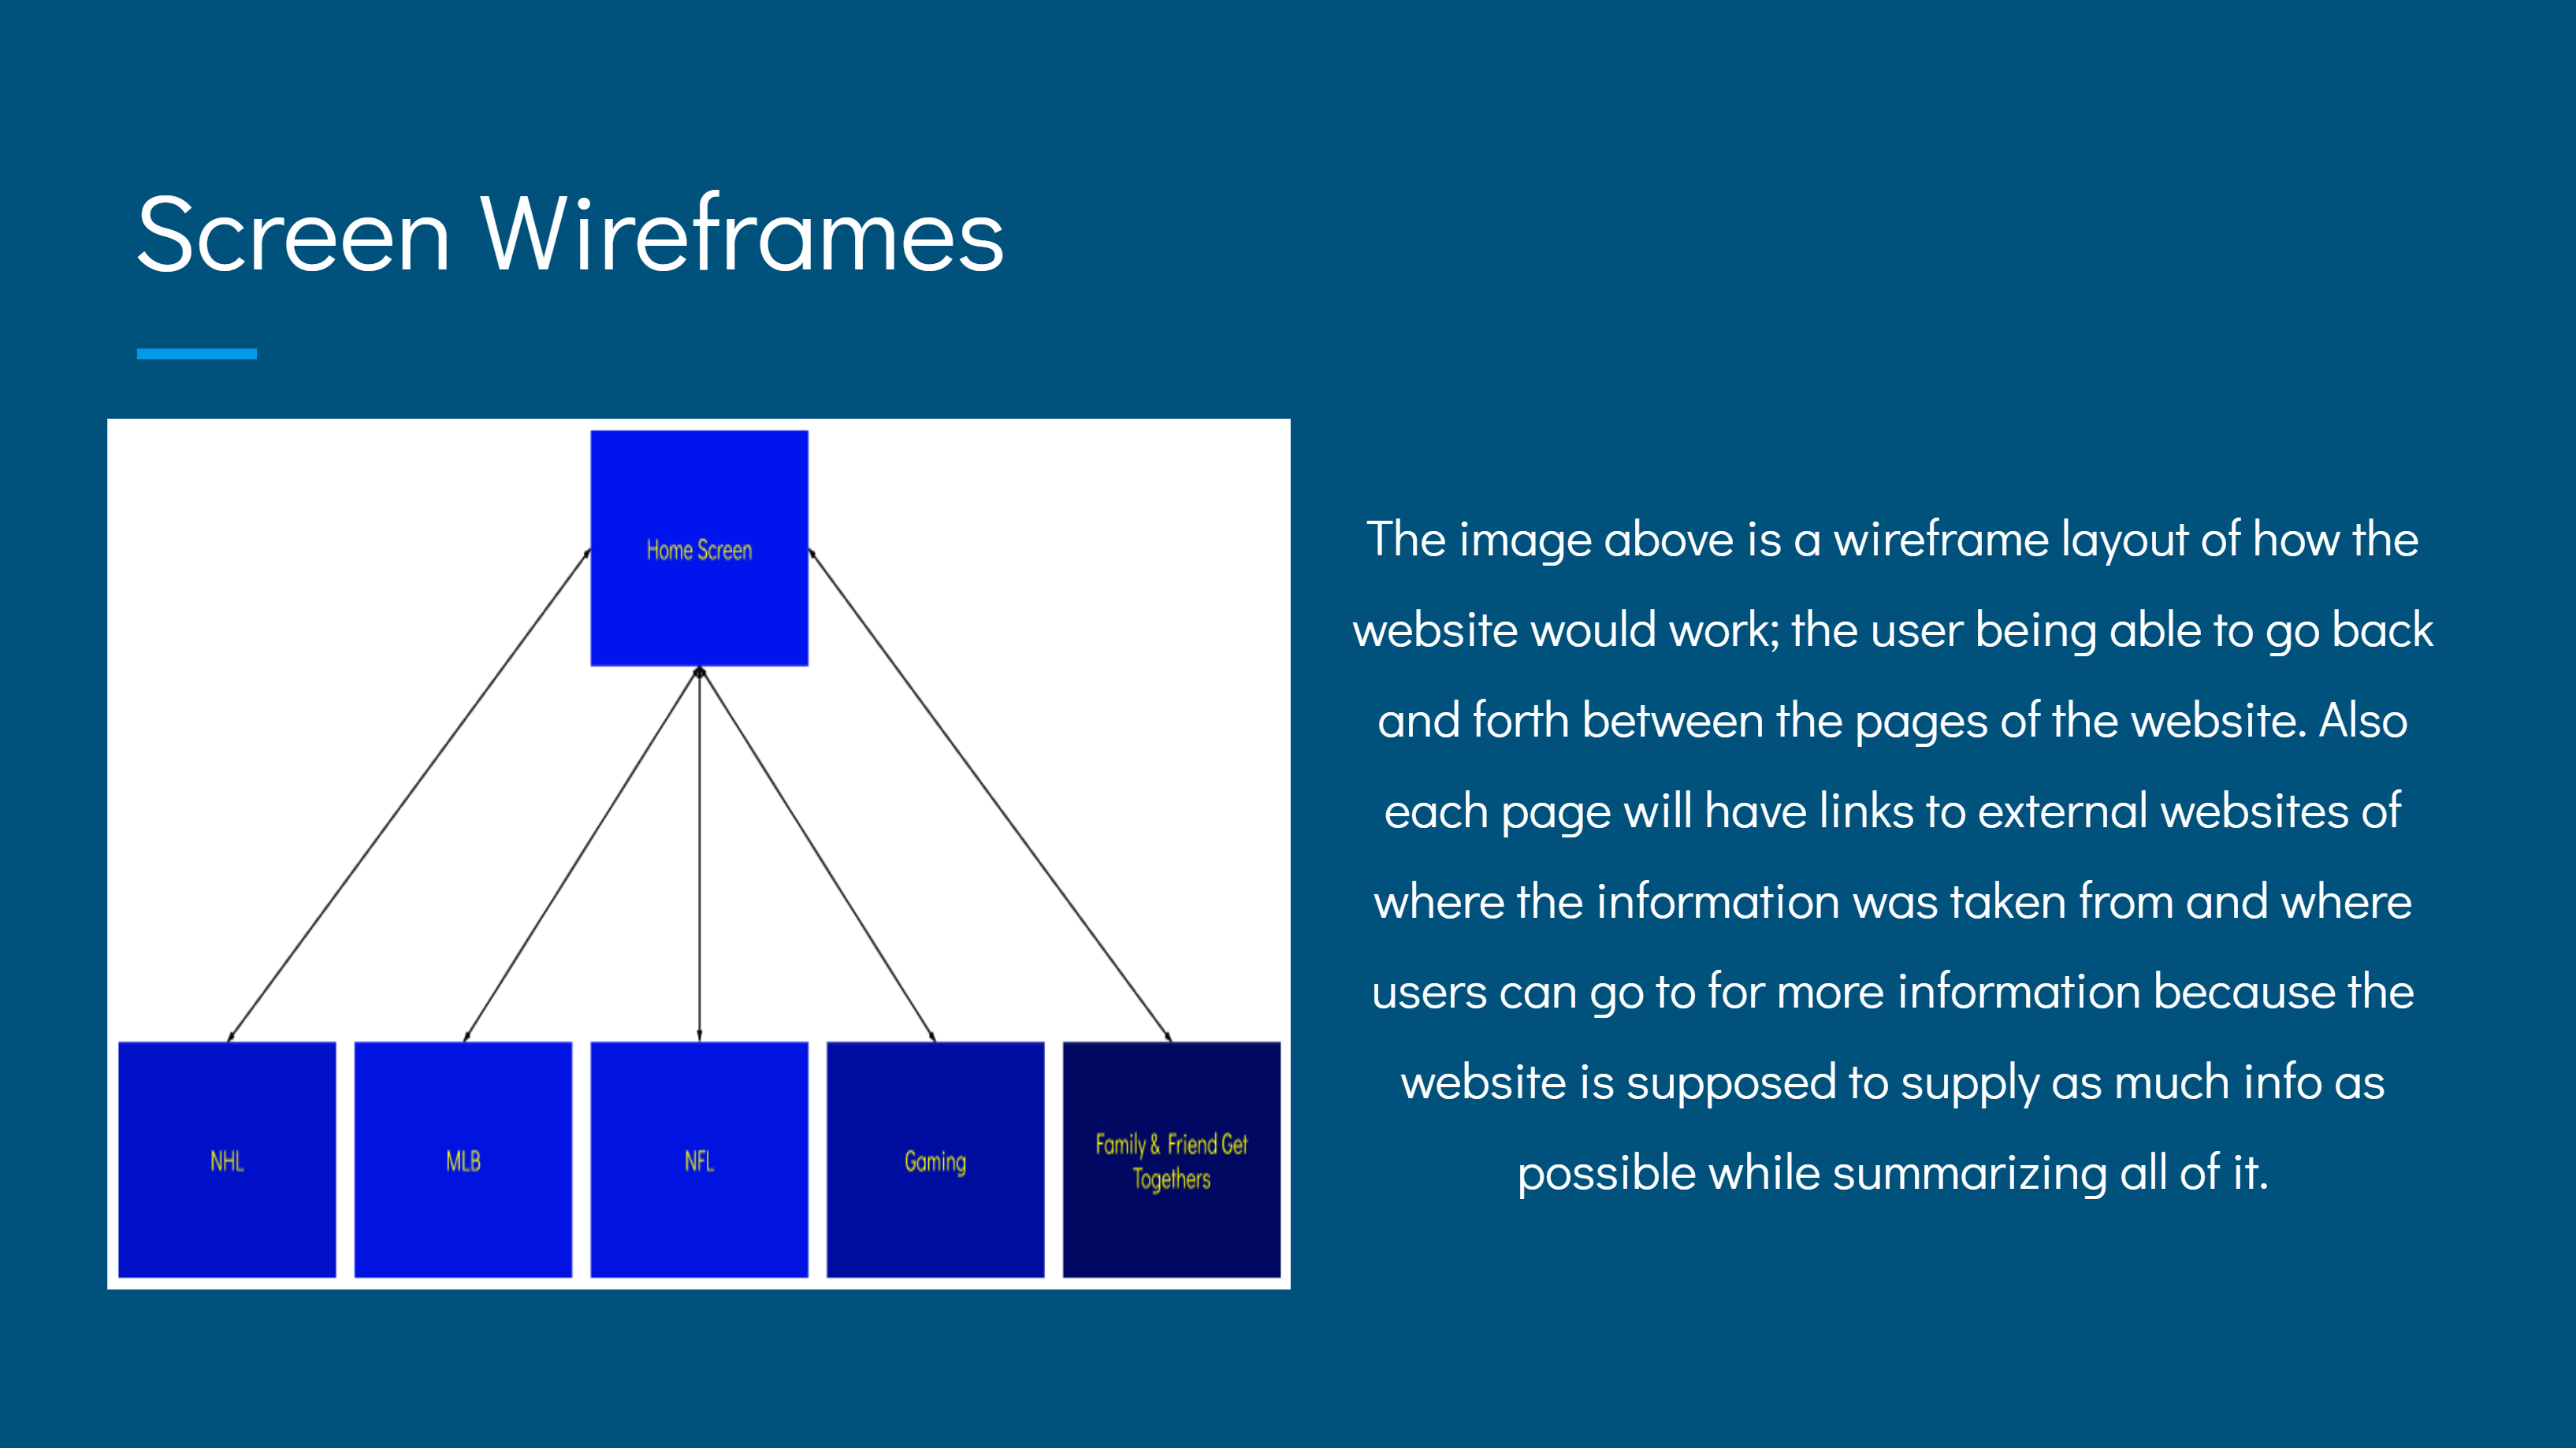 Screen Wireframes
Home Screen
NHL
MLB
NFL
Gaming
Family & Friend Get
Togethers
The image above is a wireframe layout of how the
website would work; the user being able to go back
and forth between the pages of the website. Also
each page will have links to external websites of
where the information was taken from and where
users can go to for more information because the
website is supposed to supply as much info as
possible while summarizing all of it.